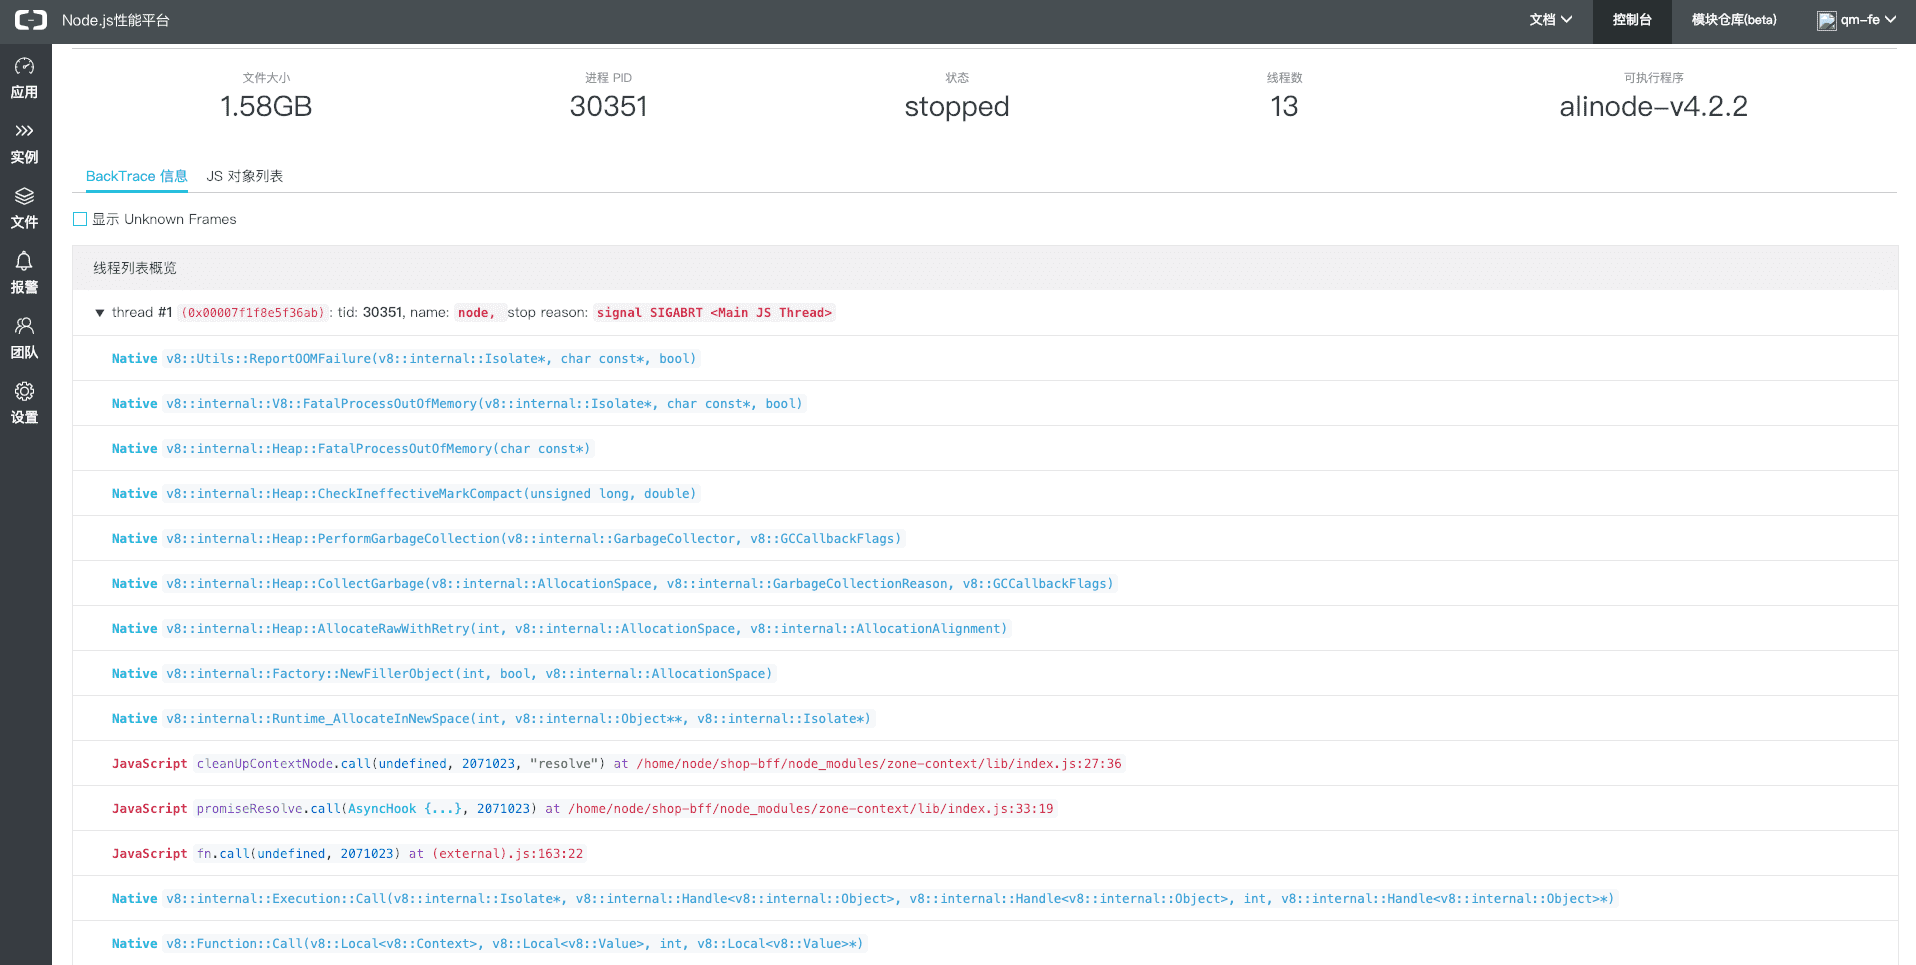 Node.js性能平台
文档
控制台
模块仓库(beta)
qm-fe
应用
实例
文件
报警
团队
设置
文件大小
1.58GB
进程 PID
30351
状态
stopped
线程数
13
可执行程序
alinode-v4.2.2
BackTrace 信息
JS 对象列表
显示 Unknown Frames
线程列表概览
▼ thread #1 (0x00007f1f8e5f36ab): tid: 30351, name: node, stop reason: signal SIGABRT <Main JS Thread>
Native v8::Utils::ReportOOMFailure(v8::internal::Isolate*, char const*, bool)
Native v8::internal::V8::FatalProcessOutOfMemory(v8::internal::Isolate*, char const*, bool)
Native v8::internal::Heap::FatalProcessOutOfMemory(char const*)
Native v8::internal::Heap::CheckIneffectiveMarkCompact(unsigned long, double)
Native v8::internal::Heap::PerformGarbageCollection(v8::internal::GarbageCollector, v8::GCCallbackFlags)
Native v8::internal::Heap::CollectGarbage(v8::internal::AllocationSpace, v8::internal::GarbageCollectionReason, v8::GCCallbackFlags)
Native v8::internal::Heap::AllocateRawWithRetry(int, v8::internal::AllocationSpace, v8::internal::AllocationAlignment)
Native v8::internal::Factory::NewFillerObject(int, bool, v8::internal::AllocationSpace)
Native v8::internal::Runtime_AllocateInNewSpace(int, v8::internal::Object**, v8::internal::Isolate*)
JavaScript cleanUpContextNode.call(undefined, 2071023, "resolve") at /home/node/shop-bff/node_modules/zone-context/lib/index.js:27:36
JavaScript promiseResolve.call(AsyncHook {...}, 2071023) at /home/node/shop-bff/node_modules/zone-context/lib/index.js:33:19
JavaScript fn.call(undefined, 2071023) at (external).js:163:22
Native v8::internal::Execution::Call(v8::internal::Isolate*, v8::internal::Handle<v8::internal::Object>, v8::internal::Handle<v8::internal::Object>, int, v8::internal::Handle<v8::internal::Object>*)
Native v8::Function::Call(v8::Local<v8::Context>, v8::Local<v8::Value>, int, v8::Local<v8::Value>*)